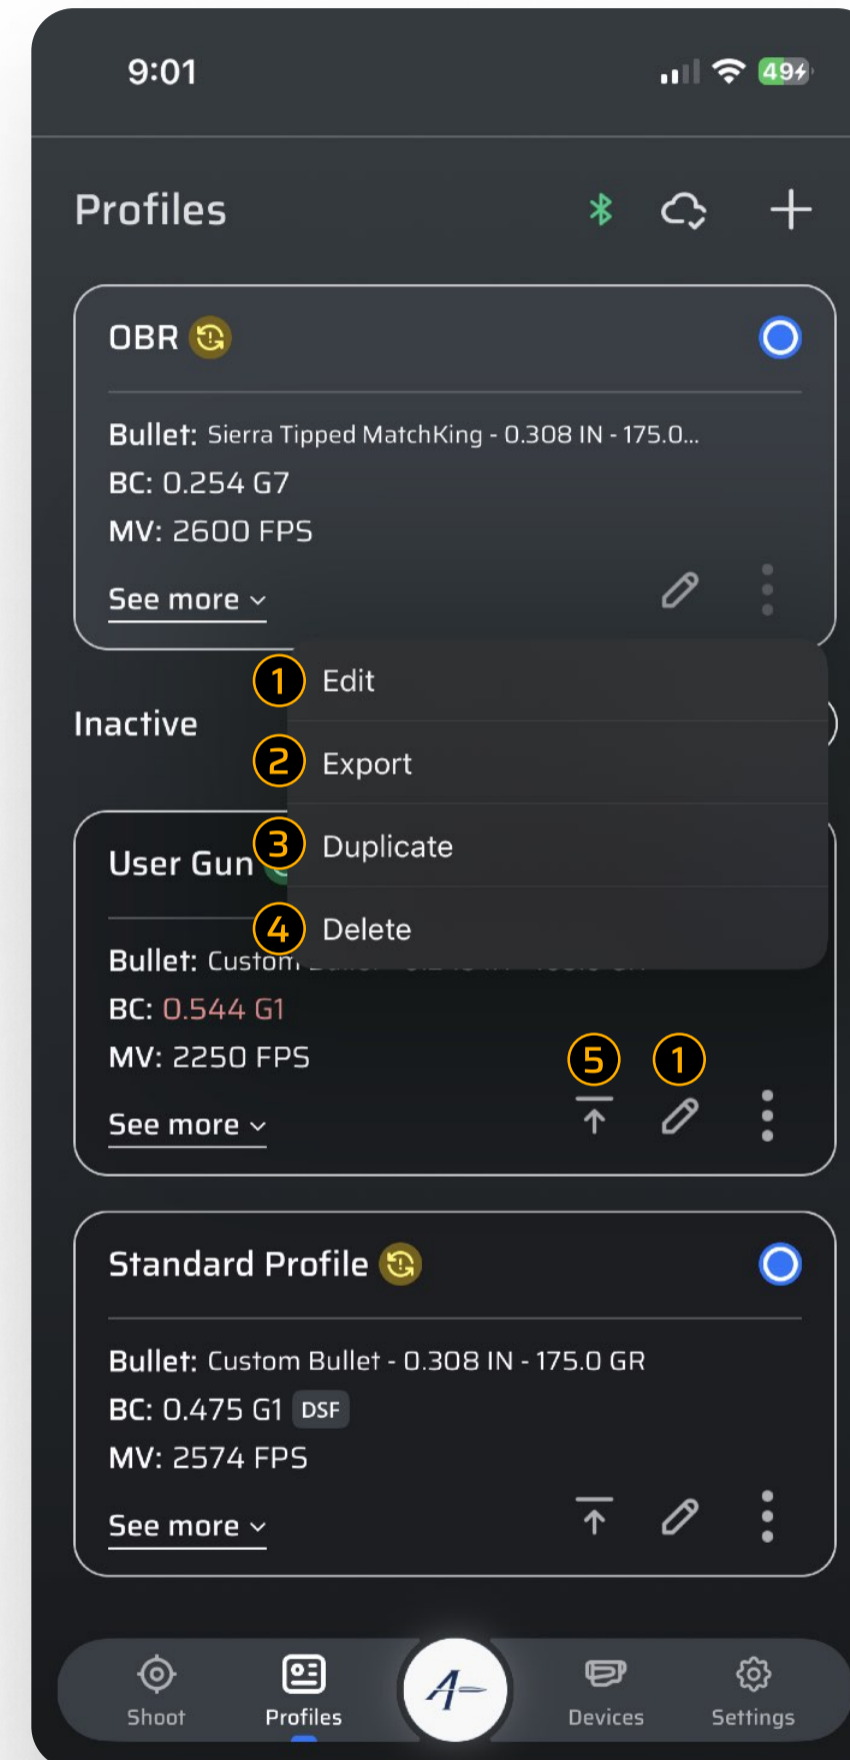 9:01
49
Profiles
OBR
Bullet: Sierra Tipped MatchKing - 0.308 IN - 175.0...
BC: 0.254 G7
MV: 2600 FPS
See more
1 Edit
Inactive
2 Export
3 Duplicate
User Gun
4 Delete
Bullet: Custom
BC: 0.544 G1
MV: 2250 FPS
5 1
See more
Standard Profile
Bullet: Custom Bullet - 0.308 IN - 175.0 GR
BC: 0.475 G1 DSF
MV: 2574 FPS
See more
Shoot Profiles A Devices Settings